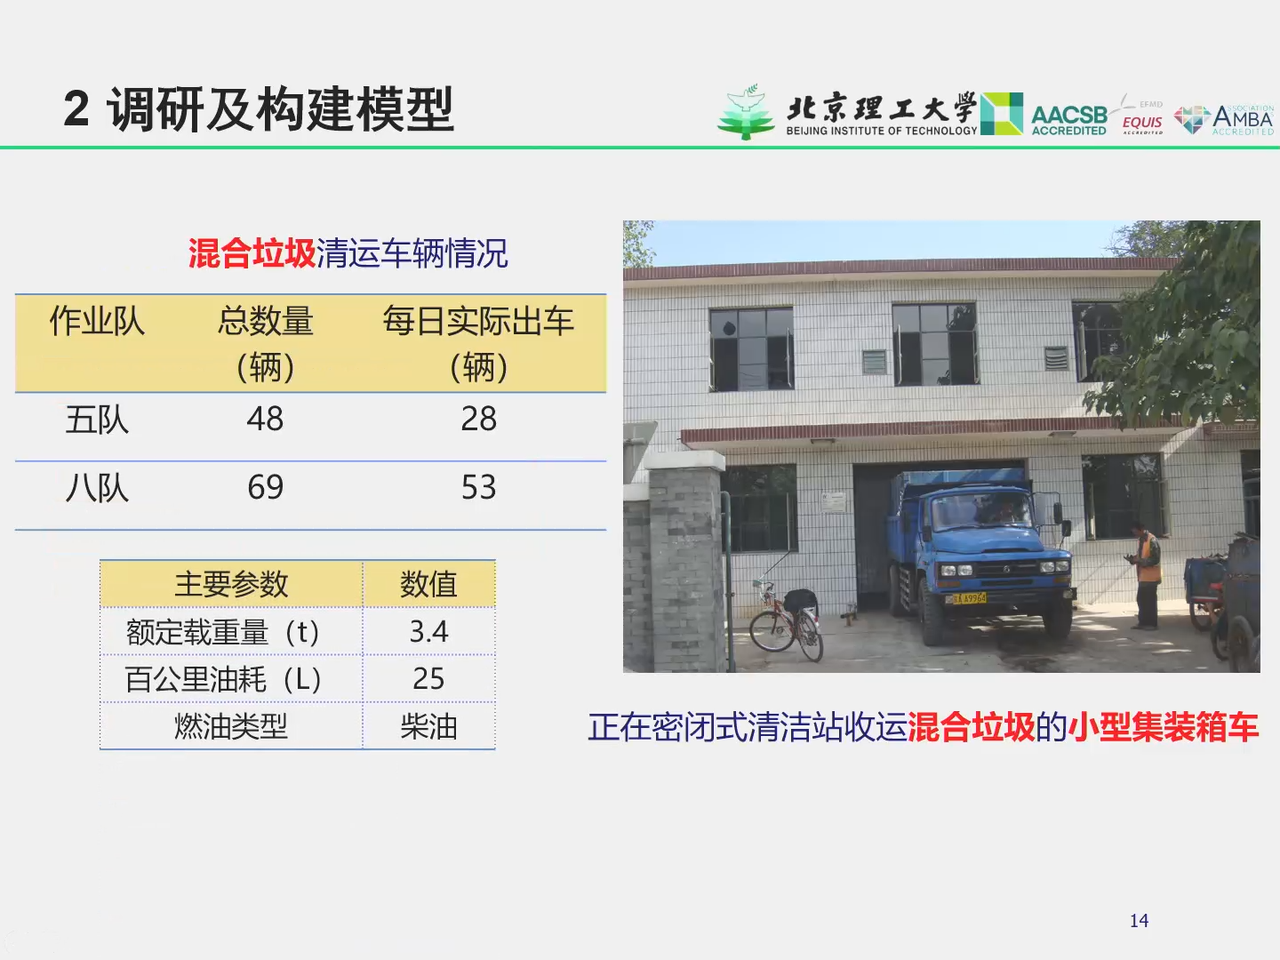 2 调研及构建模型
北京理工大学
BEIJING INSTITUTE OF TECHNOLOGY
AACSB
ACCREDITED
EFMD
EQUIS
ACCREDITED
ASSOCIATION
AMBA
ACCREDITED
混合垃圾清运车辆情况
作业队 总数量（辆） 每日实际出车（辆）
五队 48 28
八队 69 53
主要参数 数值
额定载重量（t） 3.4
百公里油耗（L） 25
燃油类型 柴油
正在密闭式清洁站收运混合垃圾的小型集装箱车
14